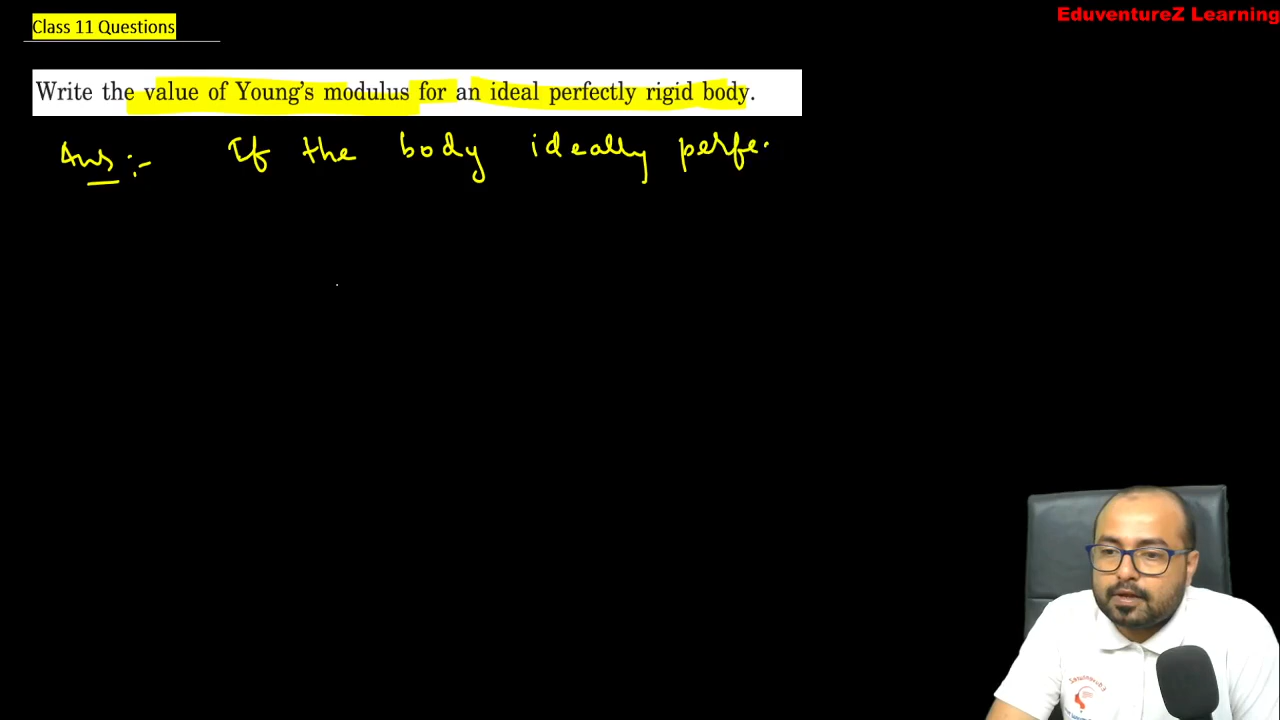 Class 11 Questions
EduventureZ Learning
Write the value of Young's modulus for an ideal perfectly rigid body.
Ans :- If the body ideally perfe